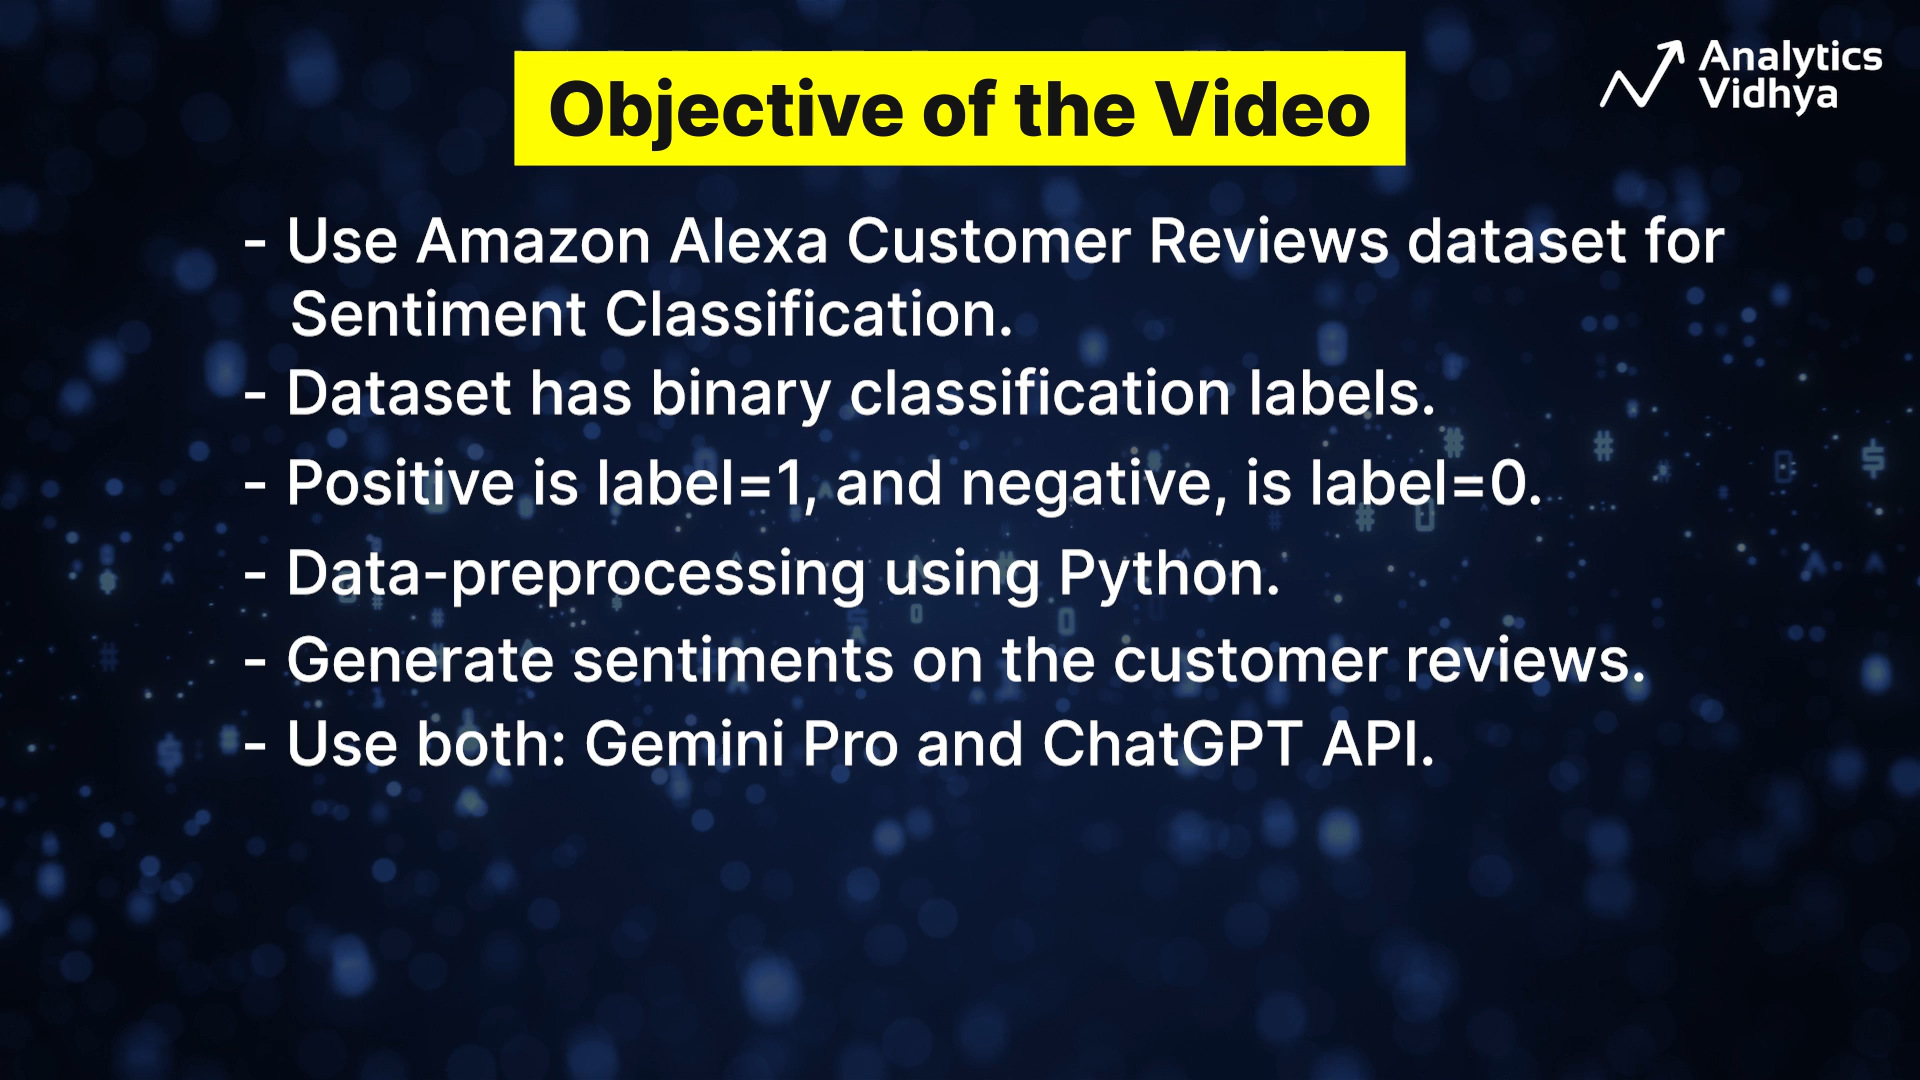 Objective of the Video
Analytics
Vidhya
- Use Amazon Alexa Customer Reviews dataset for
Sentiment Classification.
- Dataset has binary classification labels.
- Positive is label=1, and negative, is label=0.
- Data-preprocessing using Python.
- Generate sentiments on the customer reviews.
- Use both: Gemini Pro and ChatGPT API.